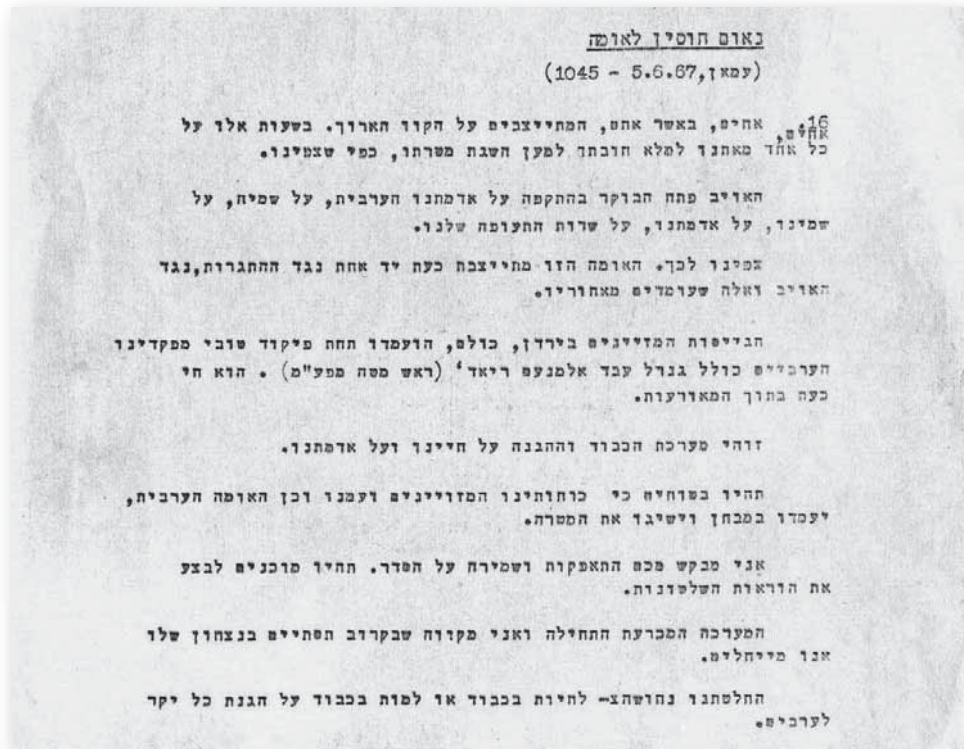 נאום חוסין לאומה
(עמאן, 5.6.67 - 1045)
16. אחים, באשר אתם, המתייצבים על הקוו הארוך. בשעות אלו על
אחים,
כל אחד מאתנו למלא חובתו למען השגת מטרתו, כפי שצפינו.
האויב פתח הבוקר בהתקפה על אדמתנו הערבית, על שמיה, על
שמינו, על אדמתנו, על שדות התעופה שלנו.
צפינו לכך. האומה הזו מתייצבת כעת יד אחת נגד ההתגרות, נגד
האויב ואלה שעומדים מאחוריו.
הגייסות המזויינים בירדן, כולם, הועמדו תחת פיקוד טובי מפקדינו
הערביים כולל גנרל עבד אלמנעם ריאד' (ראש מטה מפע"מ). הוא חי
כעת בתוך המאורעות.
זוהי מערכת הכבוד וההגנה על חיינו ועל אדמתנו.
תהיו בטוחים כי כוחותינו המזויינים ועמנו וכן האומה הערבית,
יעמדו במבחן וישיגו את המטרה.
אני מבקש מכם התאפקות ושמירה על הסדר. תהיו מוכנים לבצע
את הוראות השלטונות.
המערכה המכרעת התחילה ואני מקווה שבקרוב תסתיים בנצחון שלו
אנו מייחלים.
החלטתנו נחושה - לחיות בכבוד או למות בכבוד על הגנת כל יקר
לערבים.